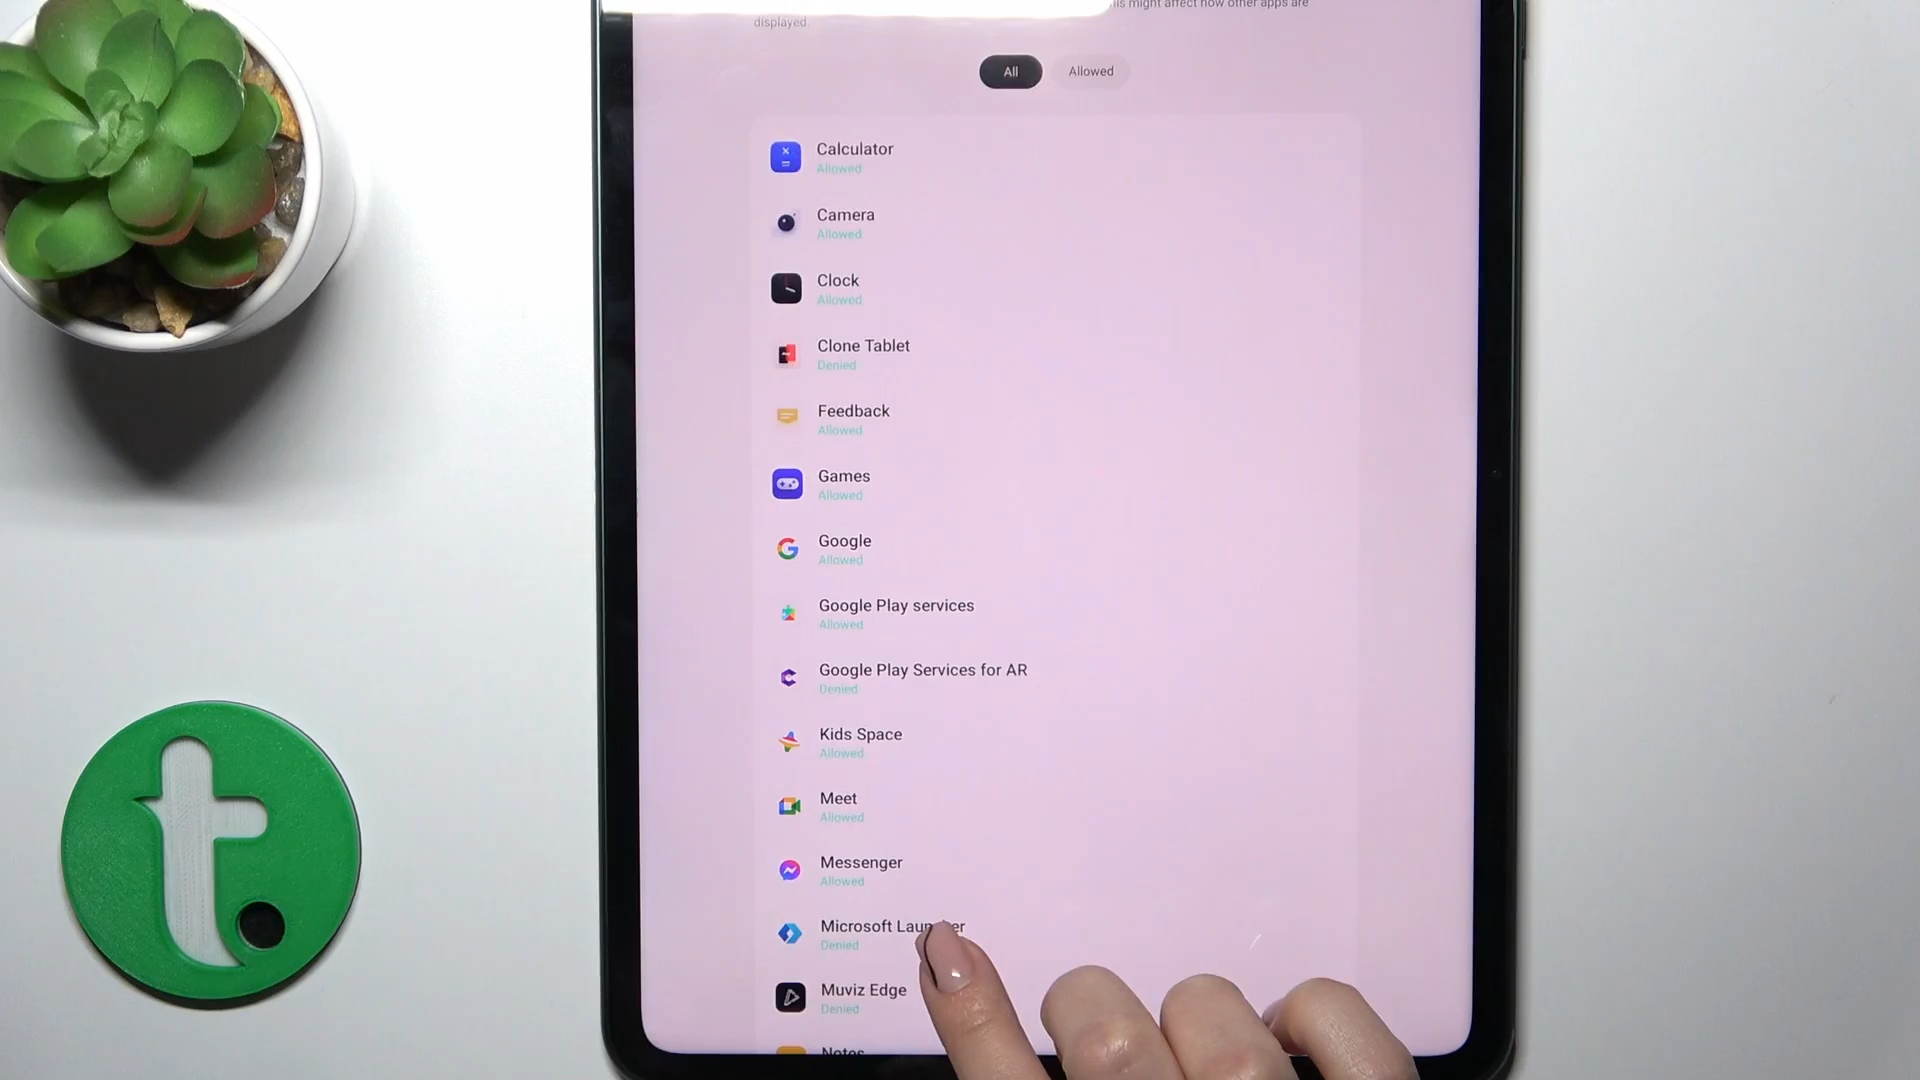 is might affect how other apps are
displayed.
All
Allowed
Calculator
Allowed
Camera
Allowed
Clock
Allowed
Clone Tablet
Denied
Feedback
Allowed
Games
Allowed
Google
Allowed
Google Play services
Allowed
Google Play Services for AR
Denied
Kids Space
Allowed
Meet
Allowed
Messenger
Allowed
Microsoft Launcher
Denied
Muviz Edge
Denied
Notes